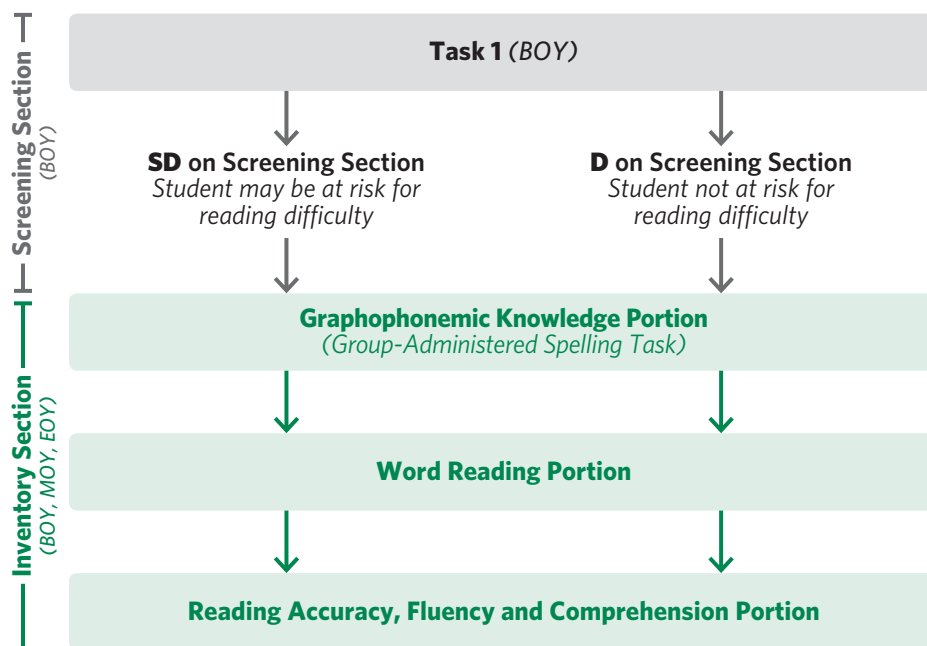 Screening Section
(BOY)
Task 1 (BOY)
SD on Screening Section
Student may be at risk for
reading difficulty
D on Screening Section
Student not at risk for
reading difficulty
Inventory Section
(BOY, MOY, EOY)
Graphophonemic Knowledge Portion
(Group-Administered Spelling Task)
Word Reading Portion
Reading Accuracy, Fluency and Comprehension Portion